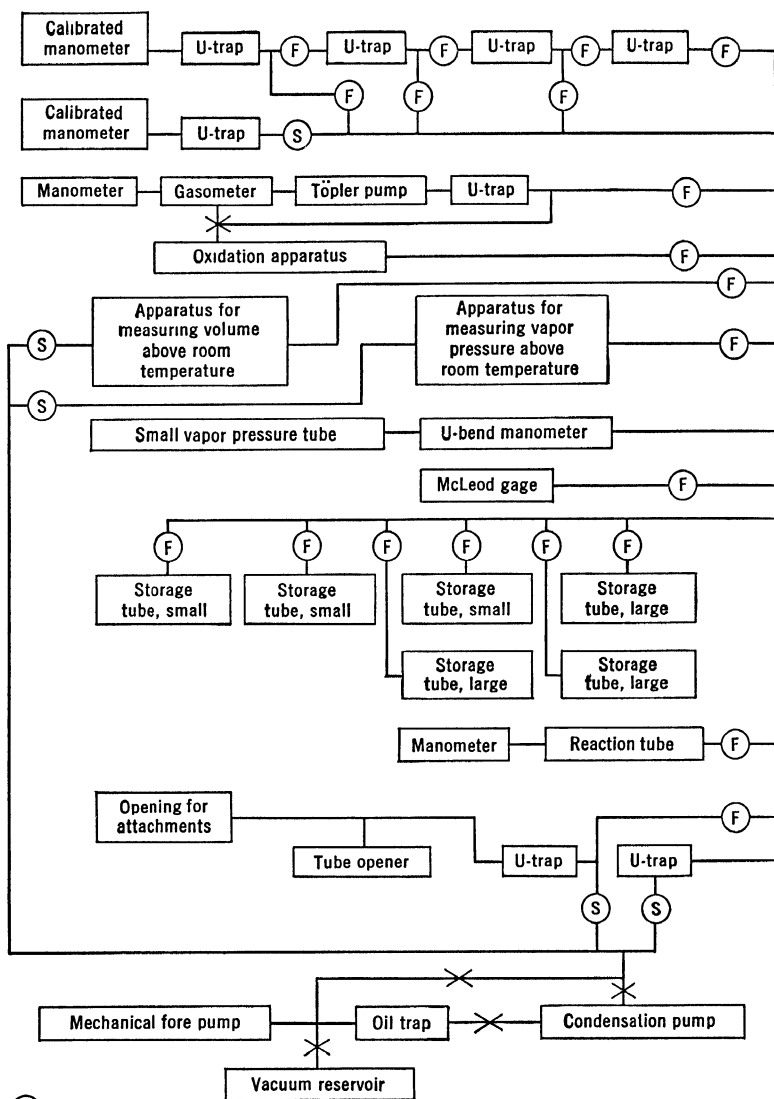 Calibrated
manometer
U-trap
F
U-trap
F
U-trap
F
U-trap
F
F
F
F
Calibrated
manometer
U-trap
S
Manometer
Gasometer
Töpler pump
U-trap
F
Oxidation apparatus
F
F
Apparatus for
measuring volume
above room
temperature
Apparatus for
measuring vapor
pressure above
room temperature
S
F
S
Small vapor pressure tube
U-bend manometer
McLeod gage
F
F
F
F
F
F
F
Storage
tube, small
Storage
tube, small
Storage
tube, small
Storage
tube, large
Storage
tube, large
Storage
tube, large
Manometer
Reaction tube
F
Opening for
attachments
F
Tube opener
U-trap
U-trap
S
S
Mechanical fore pump
Oil trap
Condensation pump
Vacuum reservoir